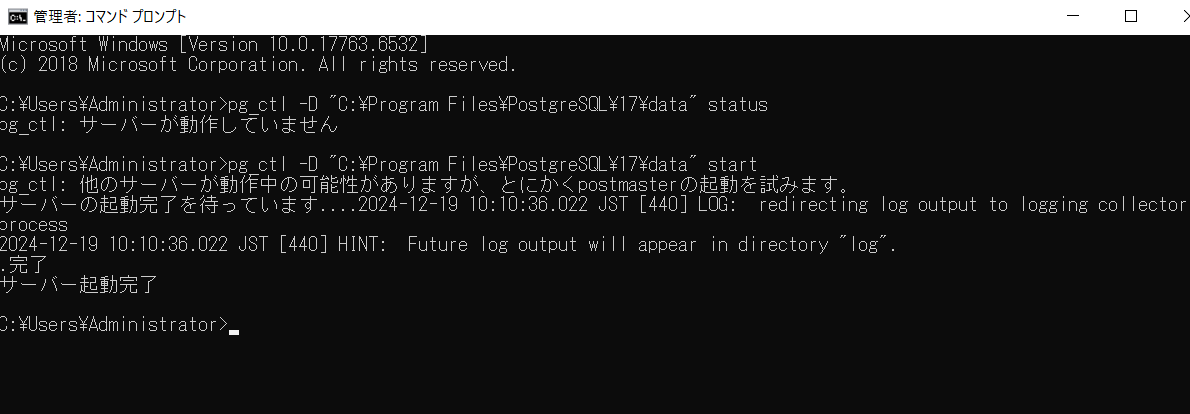 管理者: コマンド プロンプト
Microsoft Windows [Version 10.0.17763.6532]
(c) 2018 Microsoft Corporation. All rights reserved.
C:¥Users¥Administrator>pg_ctl -D "C:¥Program Files¥PostgreSQL¥17¥data" status
pg_ctl: サーバーが動作していません
C:¥Users¥Administrator>pg_ctl -D "C:¥Program Files¥PostgreSQL¥17¥data" start
pg_ctl: 他のサーバーが動作中の可能性がありますが、とにかくpostmasterの起動を試みます。
サーバーの起動完了を待っています....2024-12-19 10:10:36.022 JST [440] LOG:  redirecting log output to logging collector
process
2024-12-19 10:10:36.022 JST [440] HINT:  Future log output will appear in directory "log".
.完了
サーバー起動完了
C:¥Users¥Administrator>